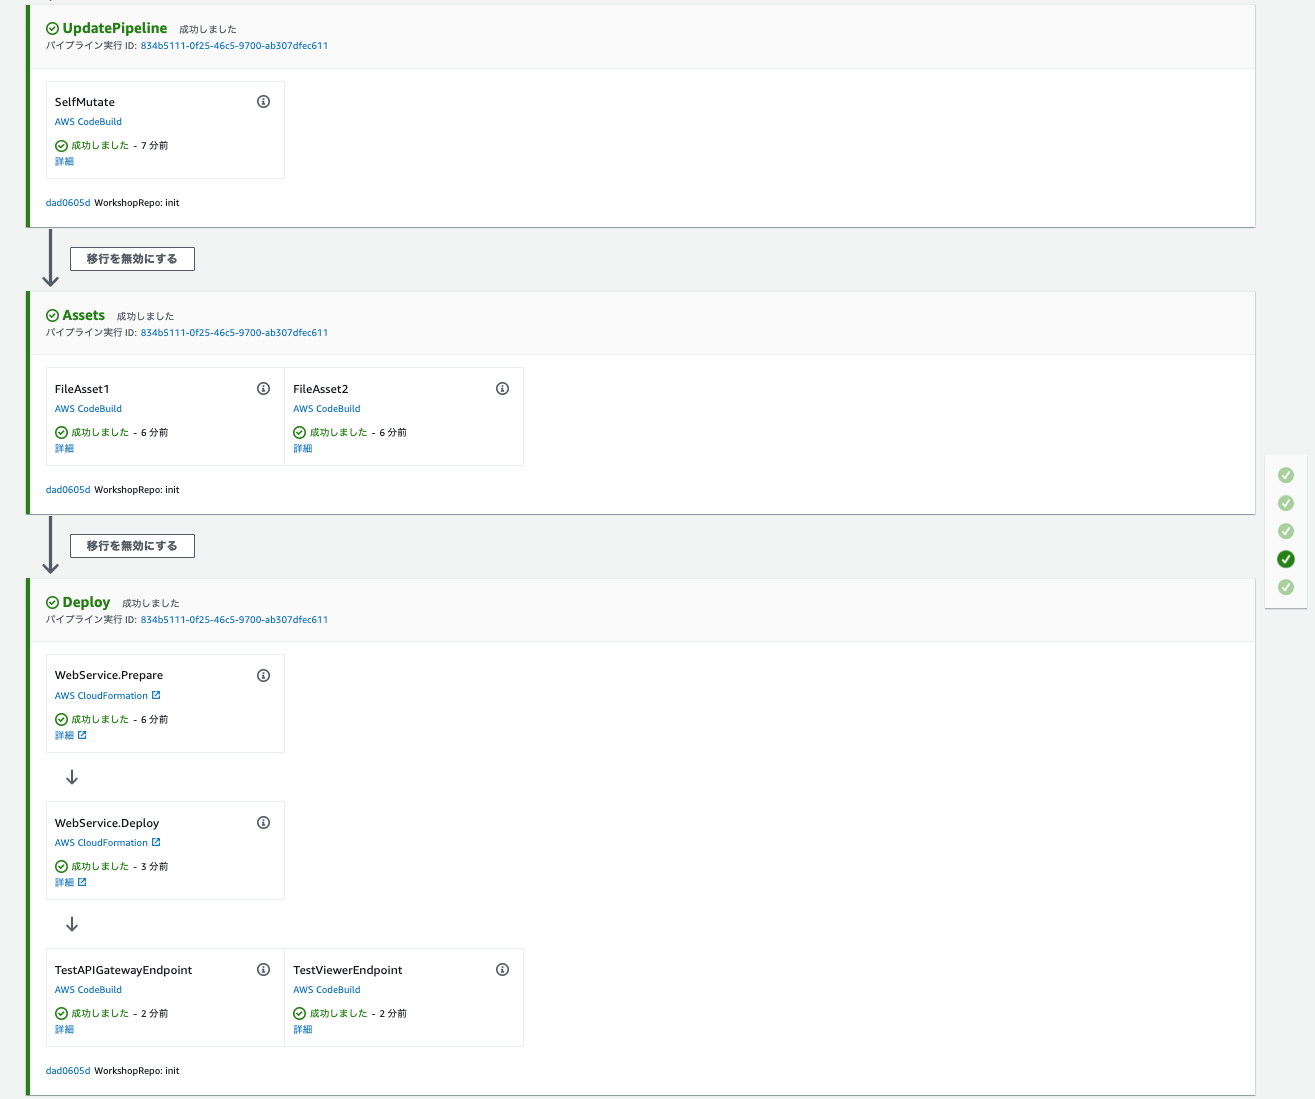 UpdatePipeline 成功しました
パイプライン実行 ID: 834b5111-0f25-46c5-9700-ab307dfec611
SelfMutate
AWS CodeBuild
成功しました - 7 分前
詳細
dad0605d WorkshopRepo: init
移行を無効にする
Assets 成功しました
パイプライン実行 ID: 834b5111-0f25-46c5-9700-ab307dfec611
FileAsset1
AWS CodeBuild
成功しました - 6 分前
詳細
FileAsset2
AWS CodeBuild
成功しました - 6 分前
詳細
dad0605d WorkshopRepo: init
移行を無効にする
Deploy 成功しました
パイプライン実行 ID: 834b5111-0f25-46c5-9700-ab307dfec611
WebService.Prepare
AWS CloudFormation
成功しました - 6 分前
詳細
WebService.Deploy
AWS CloudFormation
成功しました - 3 分前
詳細
TestAPIGatewayEndpoint
AWS CodeBuild
成功しました - 2 分前
詳細
TestViewerEndpoint
AWS CodeBuild
成功しました - 2 分前
詳細
dad0605d WorkshopRepo: init